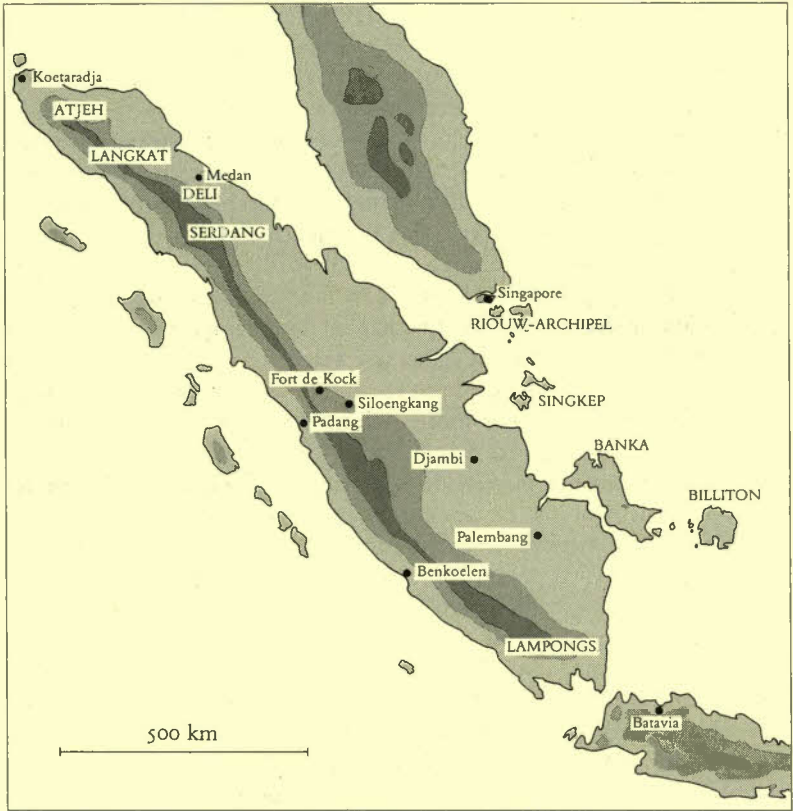 Koetaradja
ATJEH
LANGKAT
Medan
DELI
SERDANG
Singapore
RIOUW-ARCHIPEL
Fort de Kock
Siloengkang
SINGKEP
Padang
BANKA
Djambi
BILLITON
Palembang
Benkoelen
LAMPONGS
Batavia
500 km